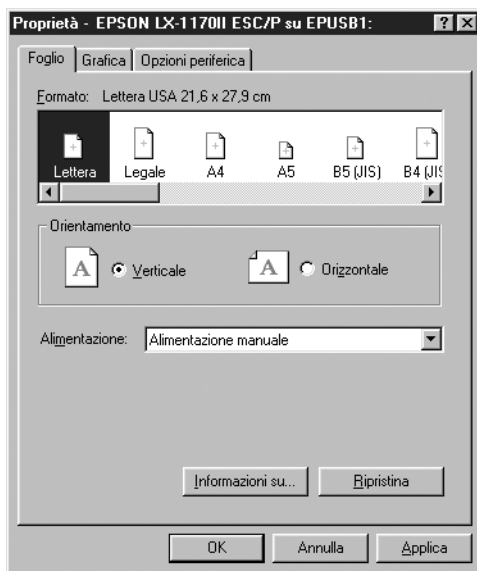 Proprietà - EPSON LX-1170II ESC/P su EPUSB1:
Foglio Grafica Opzioni periferica
Formato: Lettera USA 21,6 x 27,9 cm
Lettera Legale A4 A5 B5 (JIS) B4 (JIS
Orientamento
A Verticale A Orizzontale
Alimentazione: Alimentazione manuale
Informazioni su... Ripristina
OK Annulla Applica